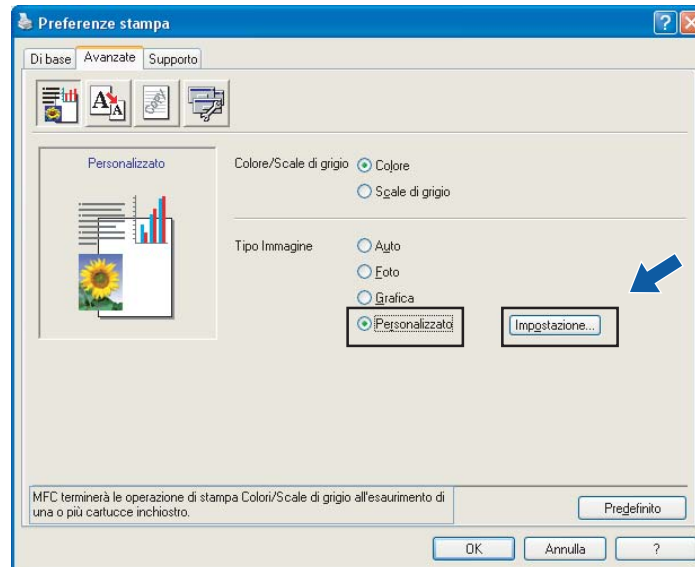 Preferenze stampa
Di base Avanzate Supporto
A A Copy
Personalizzato
Colore/Scale di grigio Colore
Scale di grigio
Tipo Immagine Auto
Foto
Grafica
Personalizzato Impostazione...
MFC terminerà le operazione di stampa Colori/Scale di grigio all'esaurimento di
una o più cartucce inchiostro.
Predefinito
OK Annulla ?